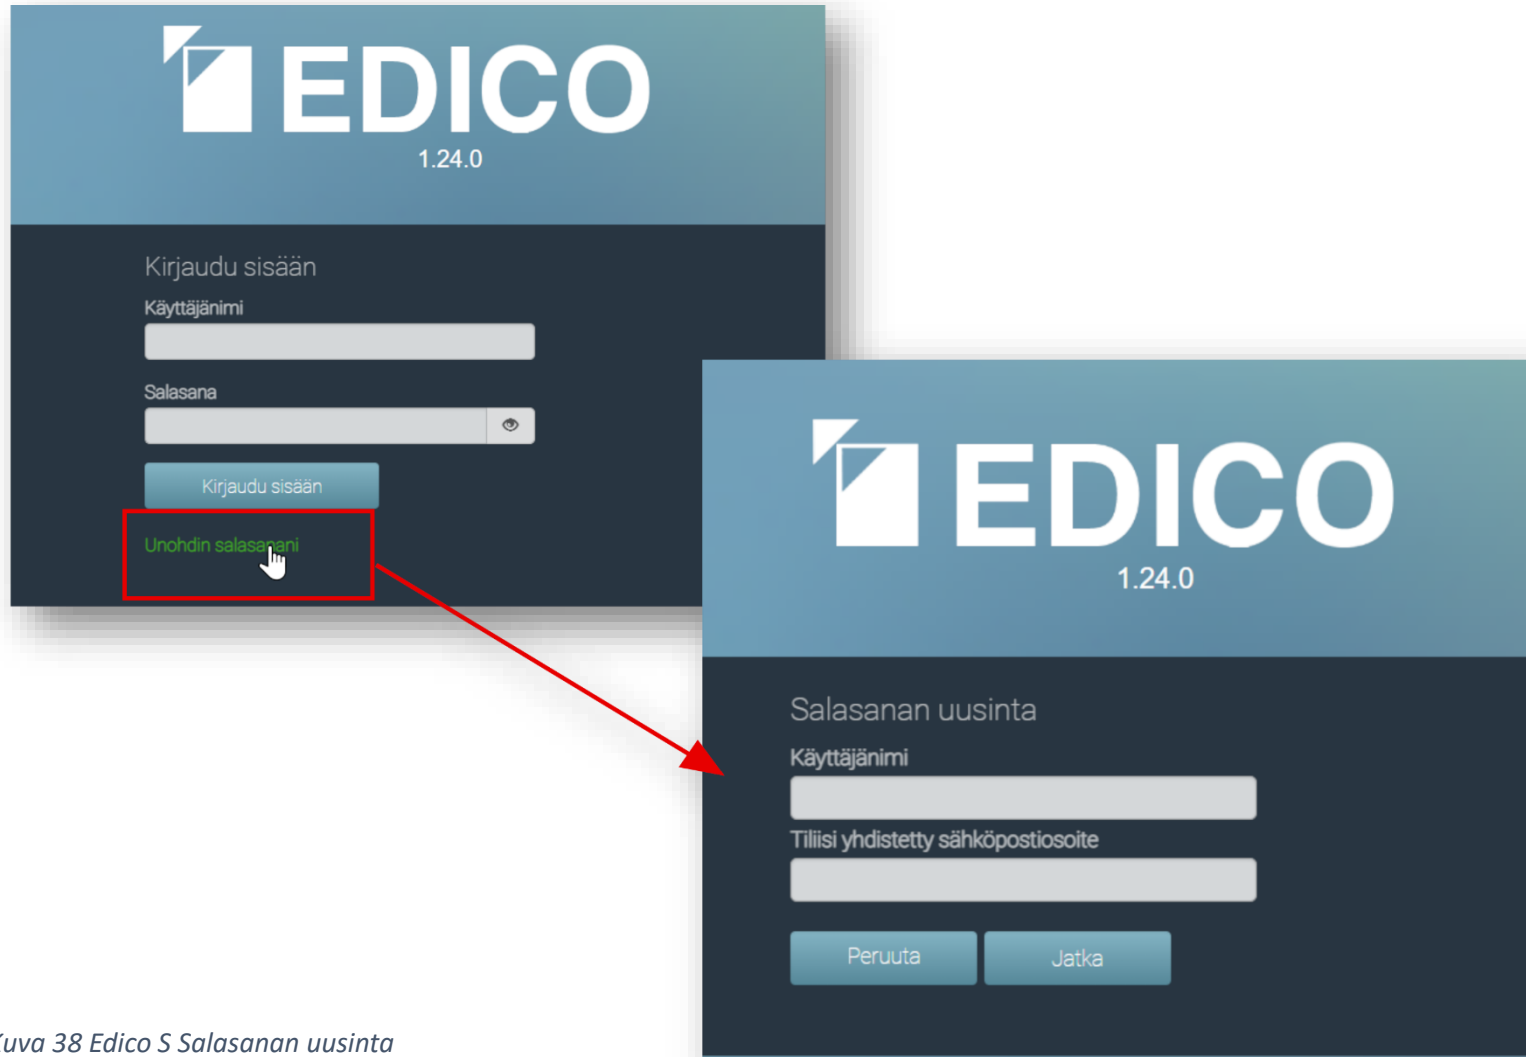 EDICO
1.24.0
Kirjaudu sisään
Käyttäjänimi
Salasana
Kirjaudu sisään
Unohdin salasanani
EDICO
1.24.0
Salasanan uusinta
Käyttäjänimi
Tiliisi yhdistetty sähköpostiosoite
Peruuta Jatka
Kuva 38 Edico S Salasanan uusinta